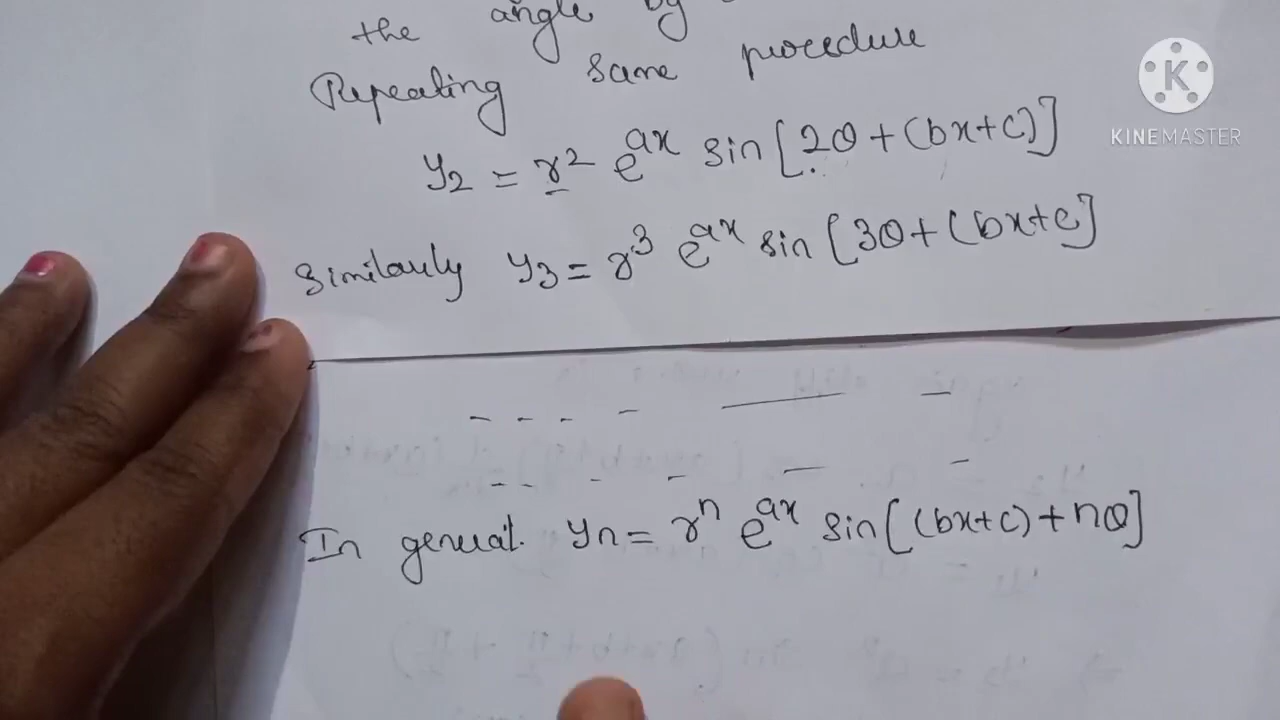 the angle by
Repeating same procedure
y2 = r² e^ax sin[2θ + (bx+c)]
Similarly y3 = r³ e^ax sin[3θ + (bx+c]
In general. yn = r^n e^ax sin[(bx+c) + nθ]
K
KINEMASTER